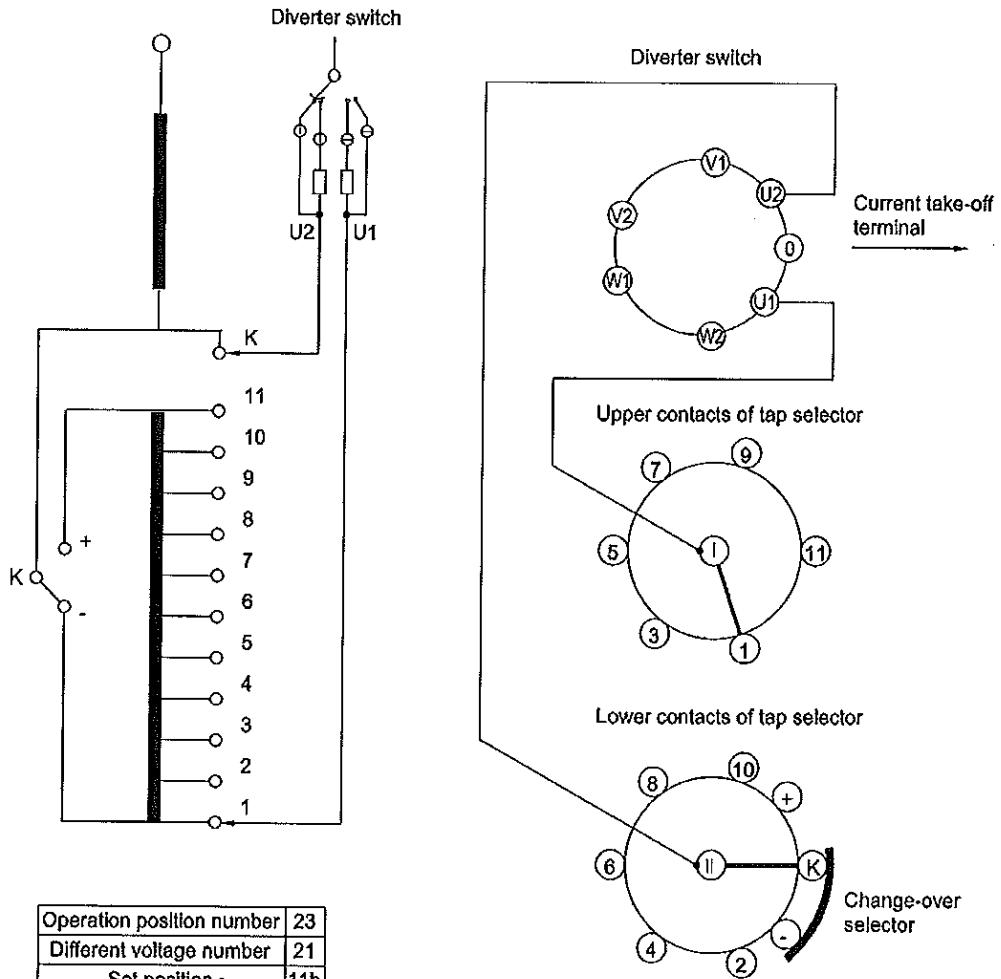 Diverter switch
U2
U1
K
11
10
9
8
7
6
5
4
3
2
1
+
K
-
Diverter switch
V1
U2
V2
0
W1
U1
W2
Current take-off
terminal
Upper contacts of tap selector
7
9
5
I
11
3
1
Lower contacts of tap selector
8
10
+
6
II
K
4
2
-
Change-over
selector
Operation position number 23
Different voltage number 21